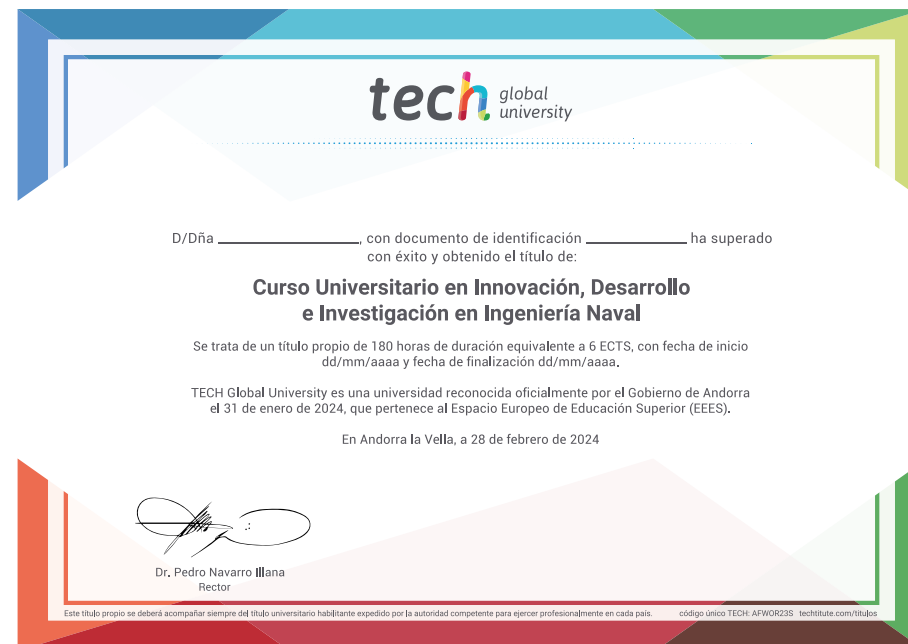 tech global university
D/Dña ______________, con documento de identificación __________ ha superado
con éxito y obtenido el título de:
Curso Universitario en Innovación, Desarrollo
e Investigación en Ingeniería Naval
Se trata de un título propio de 180 horas de duración equivalente a 6 ECTS, con fecha de inicio
dd/mm/aaaa y fecha de finalización dd/mm/aaaa.
TECH Global University es una universidad reconocida oficialmente por el Gobierno de Andorra
el 31 de enero de 2024, que pertenece al Espacio Europeo de Educación Superior (EEES).
En Andorra la Vella, a 28 de febrero de 2024
Dr. Pedro Navarro Illana
Rector
Este título propio se deberá acompañar siempre del título universitario habilitante expedido por la autoridad competente para ejercer profesionalmente en cada país. código único TECH: AFWOR23S techtitute.com/titulos